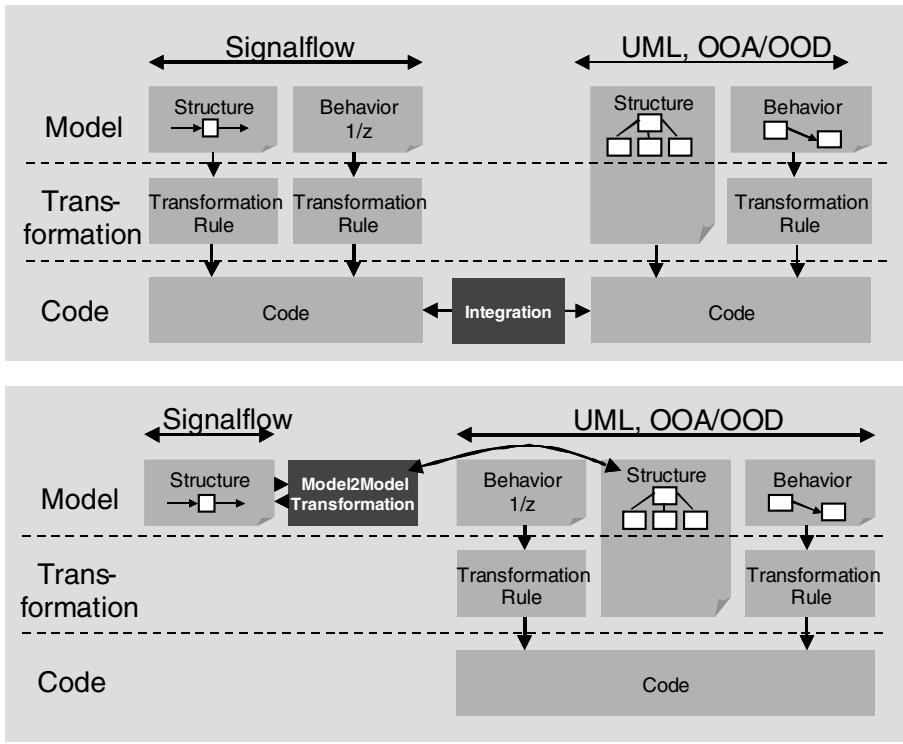 Signalflow
UML, OOA/OOD
Model
Structure
Behavior
1/z
Structure
Behavior
Trans-
formation
Transformation
Rule
Transformation
Rule
Transformation
Rule
Code
Code
Integration
Code
Signalflow
UML, OOA/OOD
Model
Structure
Model2Model
Transformation
Behavior
1/z
Structure
Behavior
Trans-
formation
Transformation
Rule
Transformation
Rule
Code
Code